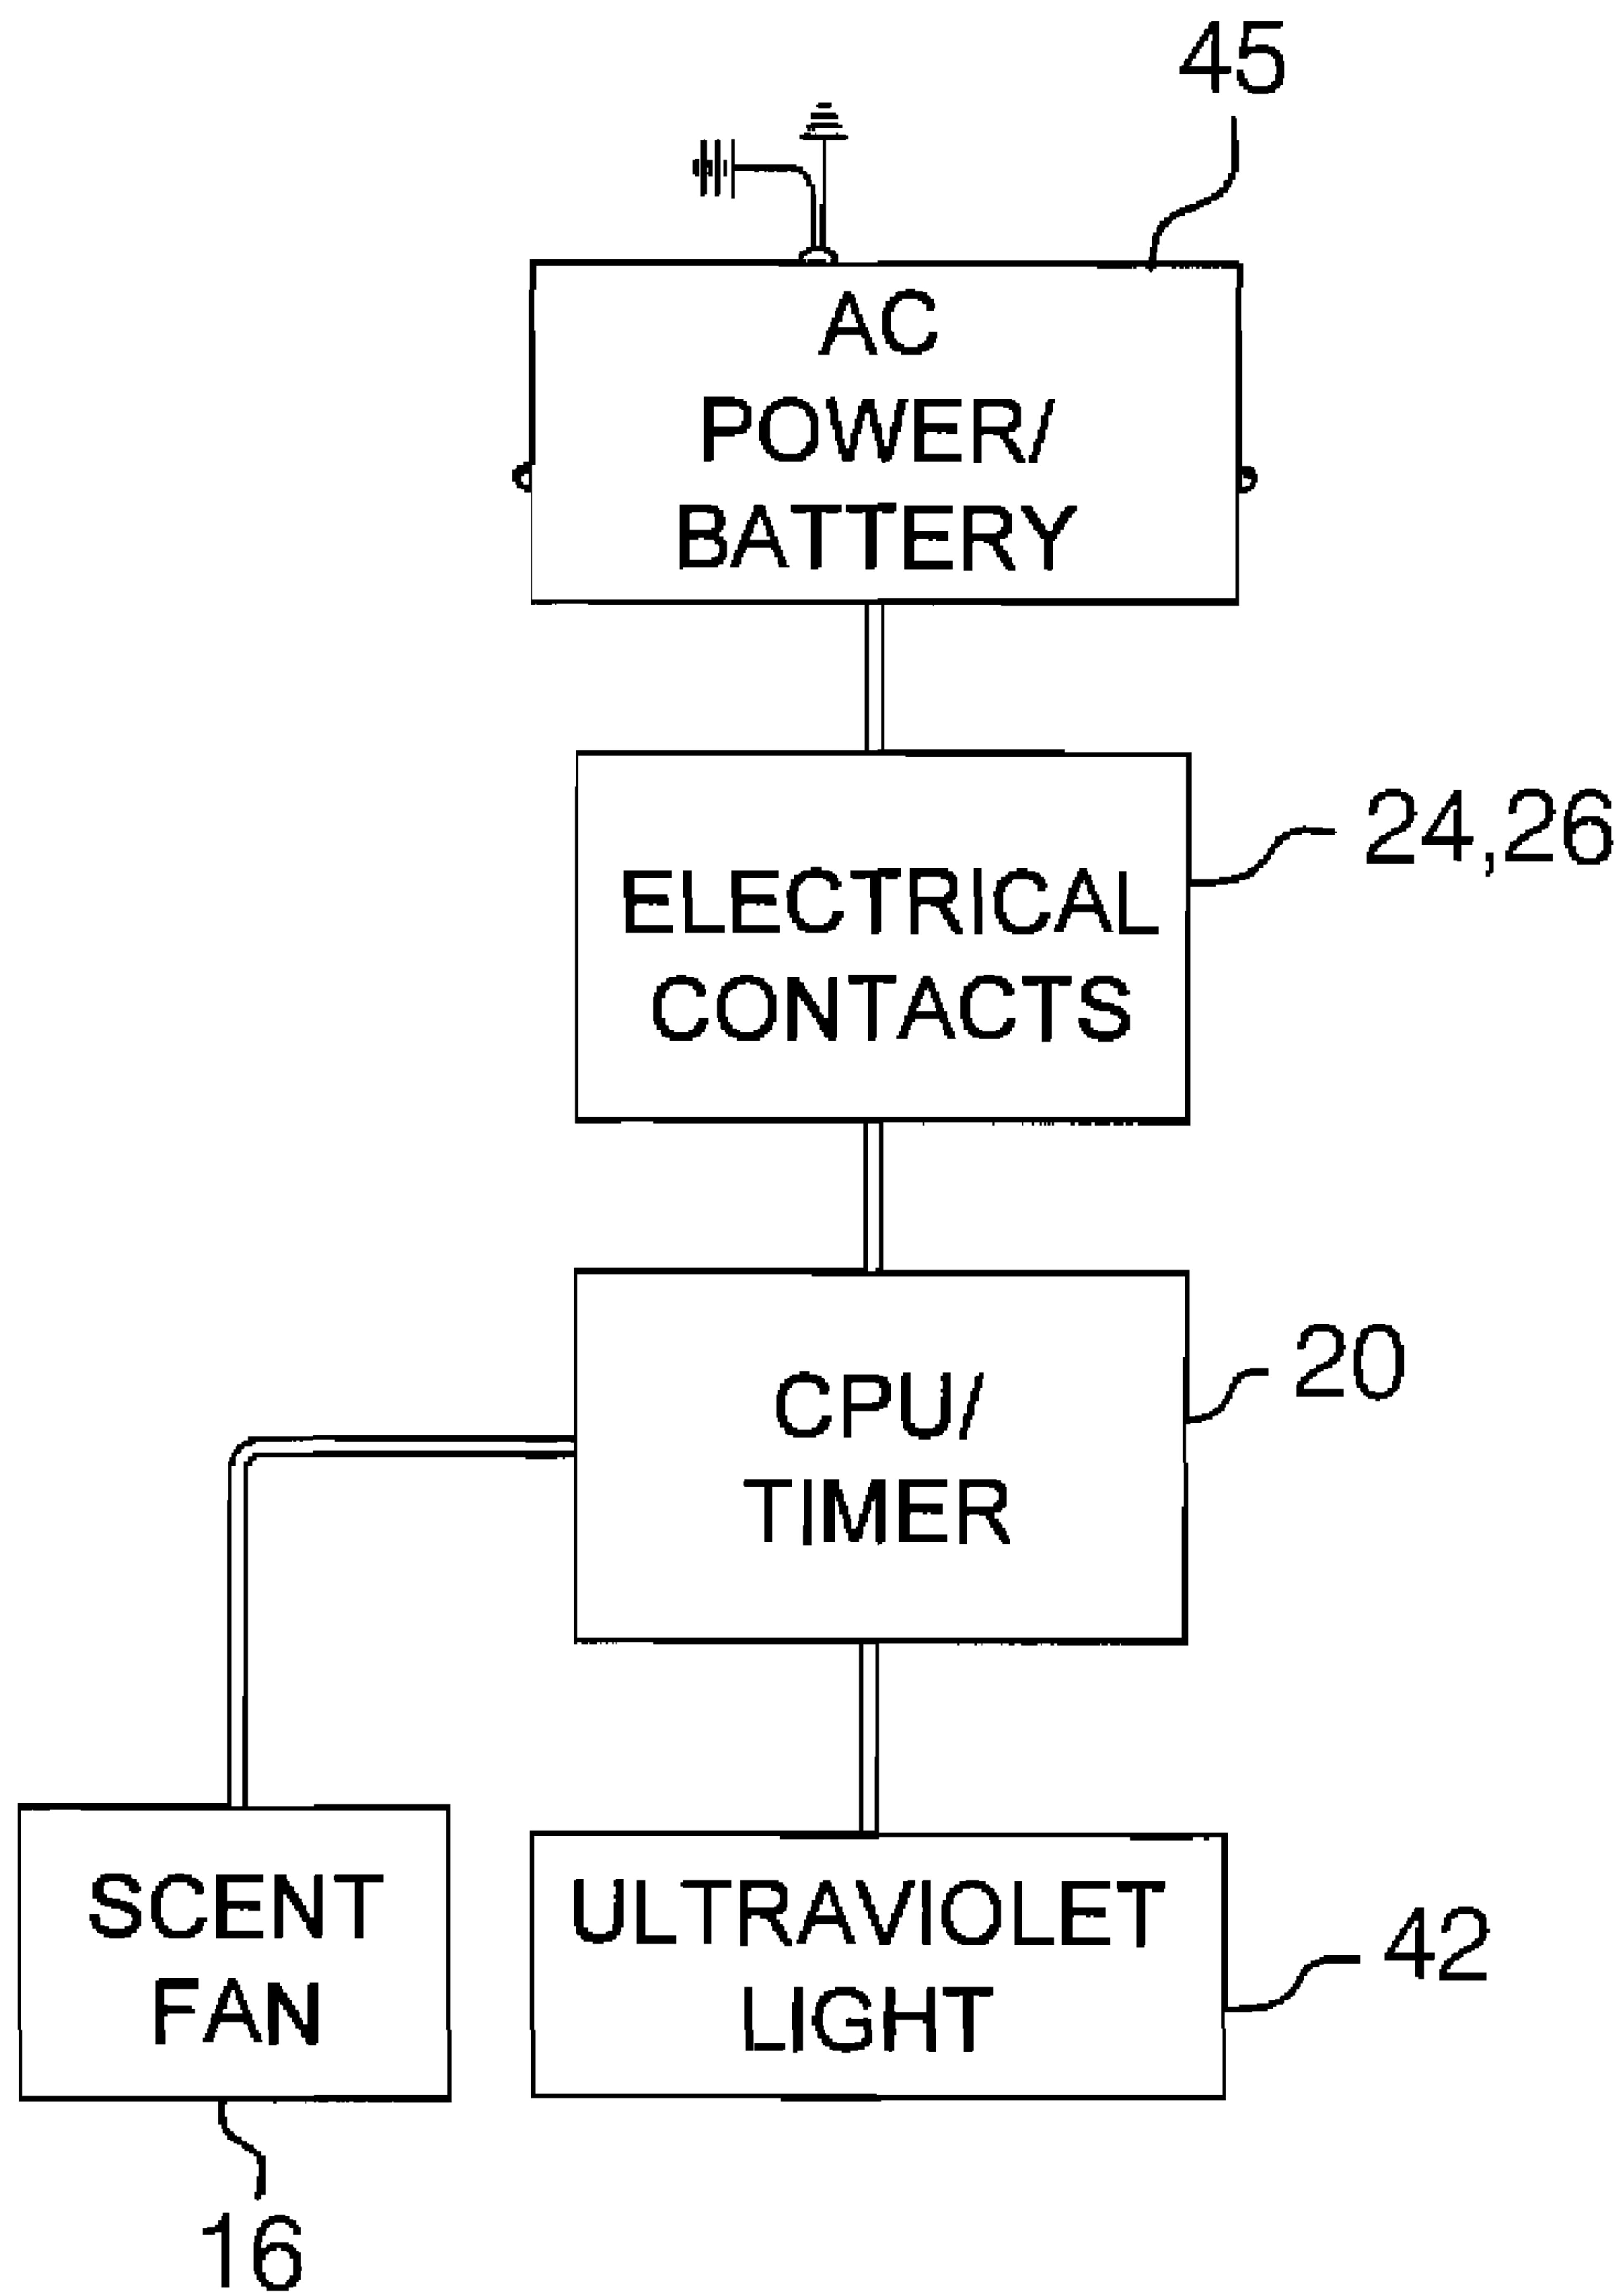 45
AC
POWER/
BATTERY
24,26
ELECTRICAL
CONTACTS
20
CPU/
TIMER
SCENT
FAN
ULTRAVIOLET
LIGHT
42
16